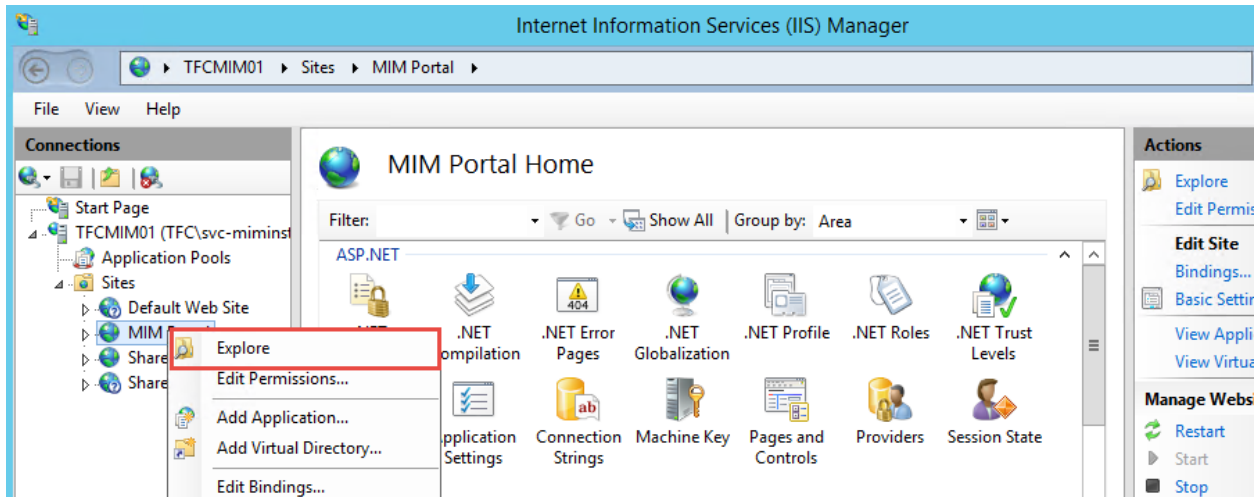 Internet Information Services (IIS) Manager
TFCMIM01 Sites MIM Portal
File View Help
Connections
Start Page
TFCMIM01 (TFC\svc-miminst
Application Pools
Sites
Default Web Site
MIM
Share
Share
Explore
Edit Permissions...
Add Application...
Add Virtual Directory...
Edit Bindings...
MIM Portal Home
Filter: Go Show All Group by: Area
ASP.NET
404
.NET .NET Error .NET .NET Profile .NET Roles .NET Trust
Pages Globalization Levels
ab
Connection Machine Key Pages and Providers Session State
Settings Strings Controls
Actions
Explore
Edit Permis
Edit Site
Bindings...
Basic Settin
View Appli
View Virtua
Manage Websi
Restart
Start
Stop